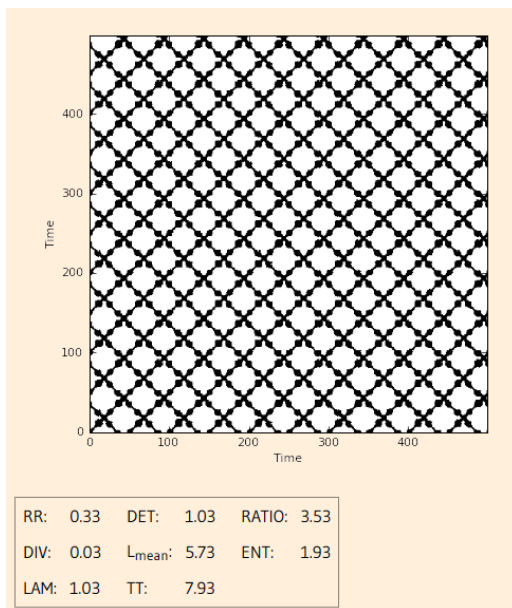 400
300
Time
200
100
0
0 100 200 300 400
Time
RR: 0.33 DET: 1.03 RATIO: 3.53
DIV: 0.03 Lmean: 5.73 ENT: 1.93
LAM: 1.03 TT: 7.93